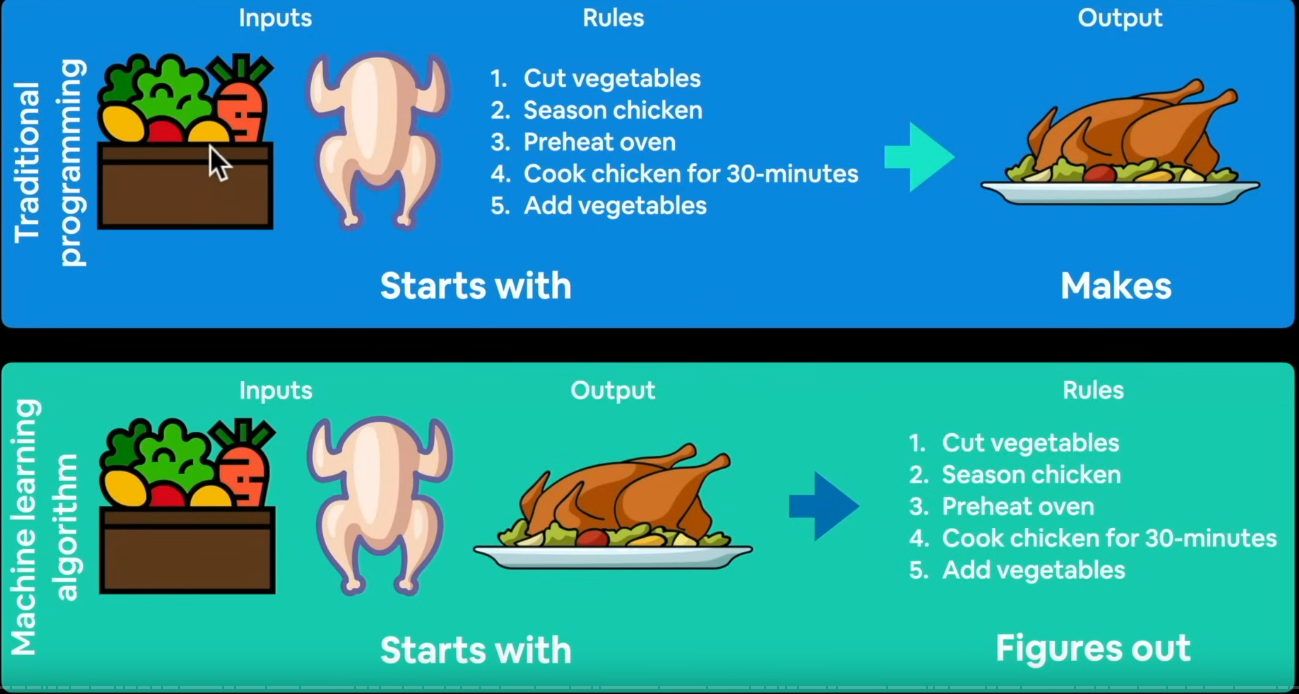 Traditional
programming
Inputs
Rules
Output
1. Cut vegetables
2. Season chicken
3. Preheat oven
4. Cook chicken for 30-minutes
5. Add vegetables
Starts with
Makes
Machine learning
algorithm
Inputs
Output
Rules
1. Cut vegetables
2. Season chicken
3. Preheat oven
4. Cook chicken for 30-minutes
5. Add vegetables
Starts with
Figures out